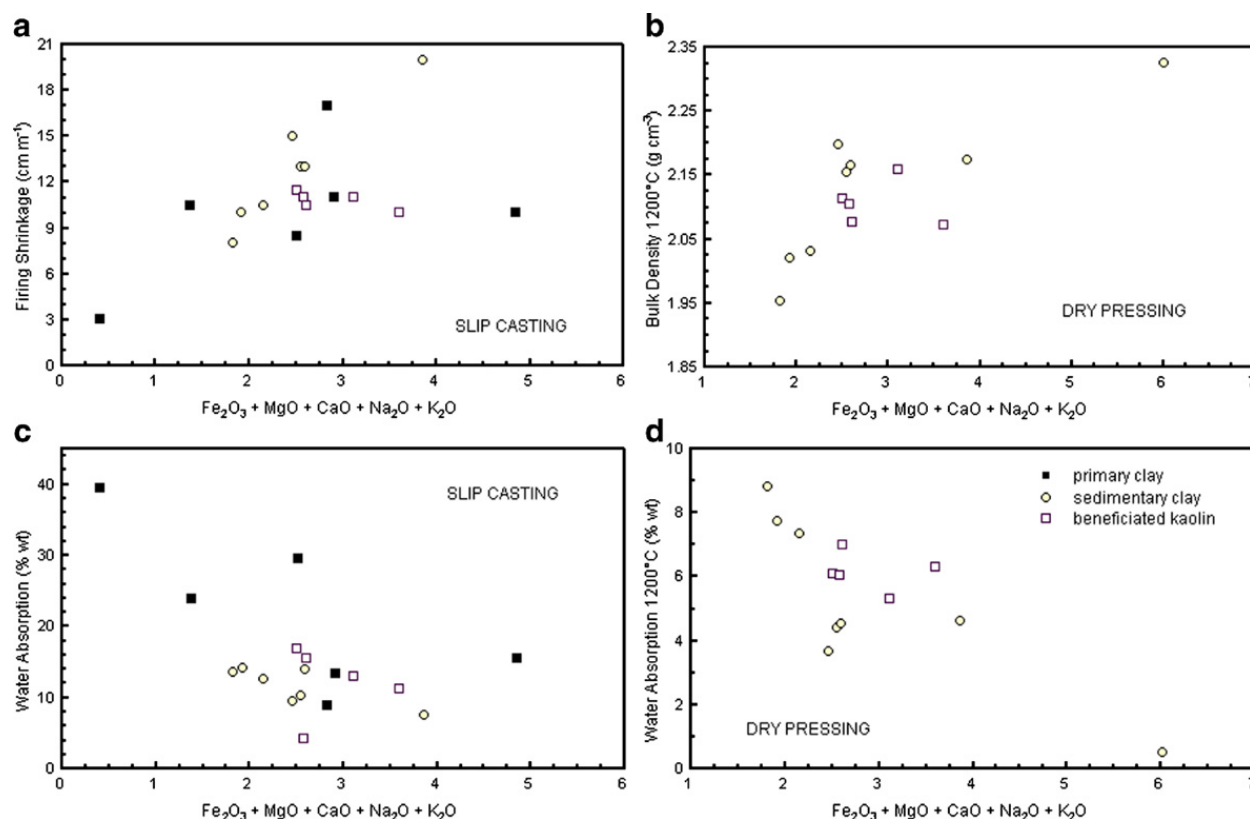 a
21
18
15
12
9
6
3
0
Firing Shrinkage (cm m⁻¹)
SLIP CASTING
0 1 2 3 4 5 6
Fe₂O₃ + MgO + CaO + Na₂O + K₂O
b
2.35
2.25
2.15
2.05
1.95
1.85
Bulk Density 1200°C (g cm⁻³)
DRY PRESSING
1 2 3 4 5 6 7
Fe₂O₃ + MgO + CaO + Na₂O + K₂O
c
40
30
20
10
0
Water Absorption (% wt)
SLIP CASTING
0 1 2 3 4 5 6
Fe₂O₃ + MgO + CaO + Na₂O + K₂O
d
10
8
6
4
2
0
Water Absorption 1200°C (% wt)
primary clay
sedimentary clay
beneficiated kaolin
DRY PRESSING
1 2 3 4 5 6 7
Fe₂O₃ + MgO + CaO + Na₂O + K₂O